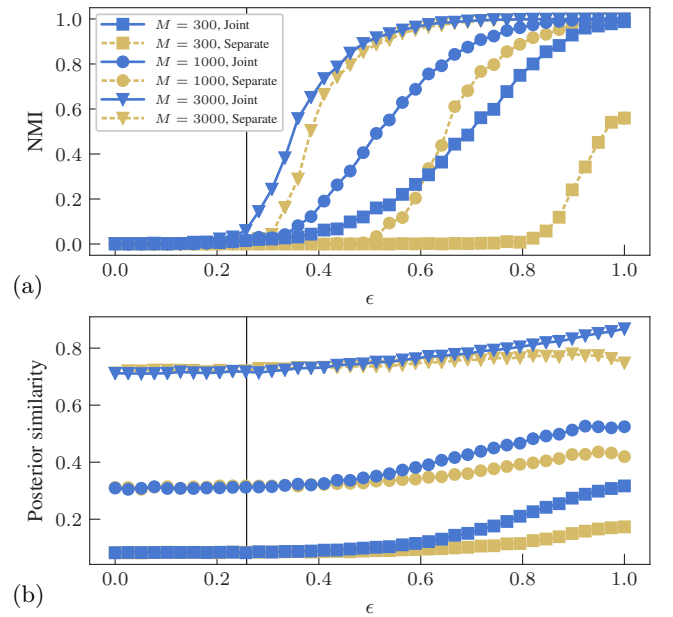 1.0
0.8
0.6
0.4
0.2
0.0
NMI
M = 300, Joint
M = 300, Separate
M = 1000, Joint
M = 1000, Separate
M = 3000, Joint
M = 3000, Separate
0.0 0.2 0.4 0.6 0.8 1.0
(a)
ϵ
0.8
0.6
0.4
0.2
Posterior similarity
0.0 0.2 0.4 0.6 0.8 1.0
(b)
ϵ